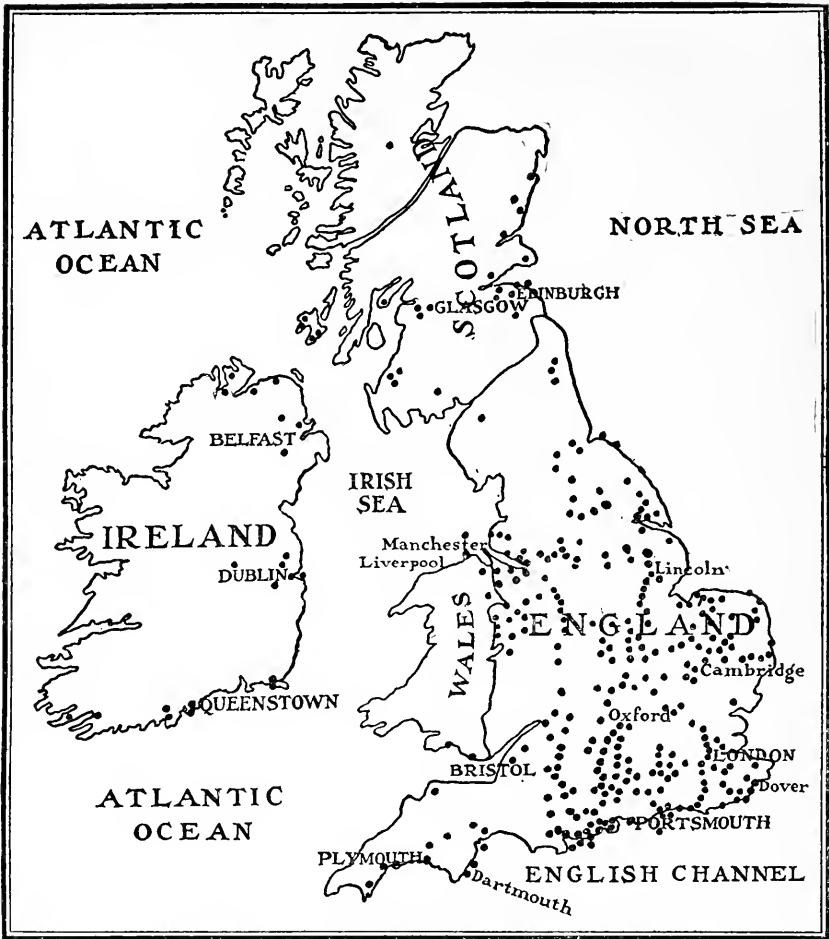 ATLANTIC
OCEAN
NORTH SEA
SCOTLAND
EDINBURGH
GLASGOW
BELFAST
IRISH
SEA
IRELAND
Manchester
Liverpool
DUBLIN
Lincoln
WALES
ENGLAND
Cambridge
QUEENSTOWN
Oxford
LONDON
BRISTOL
Dover
ATLANTIC
OCEAN
PORTSMOUTH
PLYMOUTH
ENGLISH CHANNEL
Dartmouth